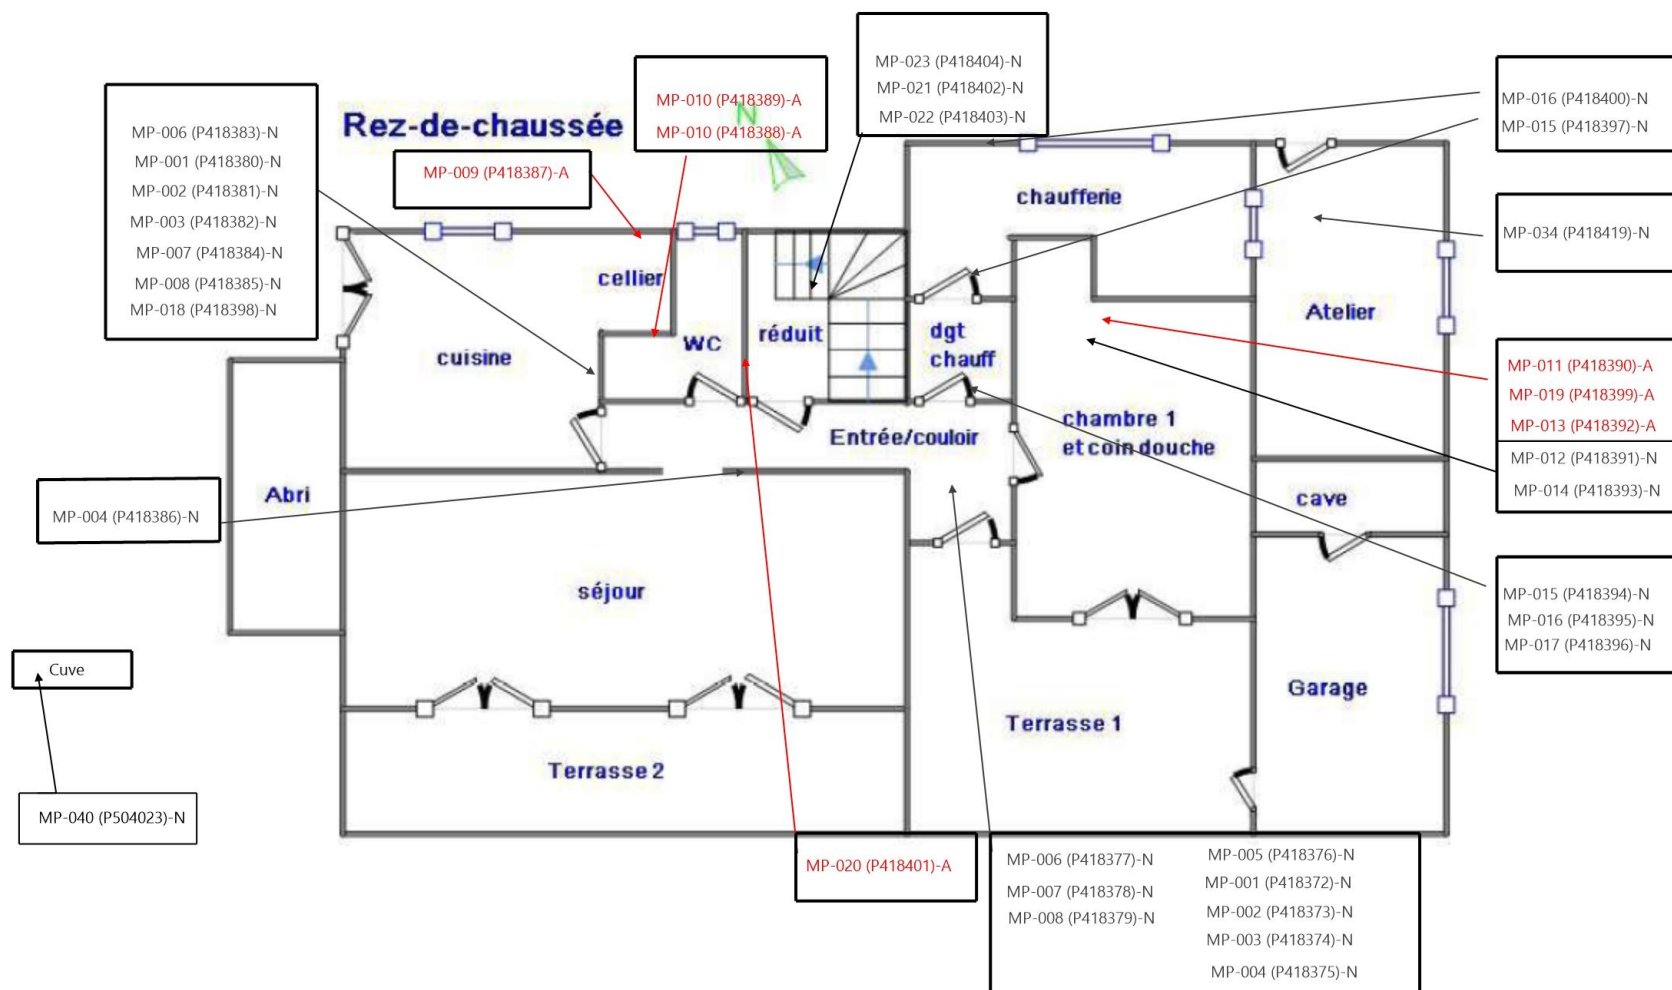 MP-023 (P418404)-N
MP-021 (P418402)-N
MP-022 (P418403)-N
MP-010 (P418389)-A
MP-010 (P418388)-A
N
Rez-de-chaussée
MP-016 (P418400)-N
MP-015 (P418397)-N
MP-006 (P418383)-N
MP-001 (P418380)-N
MP-002 (P418381)-N
MP-003 (P418382)-N
MP-007 (P418384)-N
MP-008 (P418385)-N
MP-018 (P418398)-N
MP-009 (P418387)-A
chaufferie
MP-034 (P418419)-N
cellier
Atelier
cuisine
WC
réduit
dgt
chauff
MP-011 (P418390)-A
MP-019 (P418399)-A
MP-013 (P418392)-A
MP-012 (P418391)-N
MP-014 (P418393)-N
chambre 1
et coin douche
Entrée/couloir
Abri
cave
MP-004 (P418386)-N
séjour
MP-015 (P418394)-N
MP-016 (P418395)-N
MP-017 (P418396)-N
Cuve
Garage
Terrasse 1
Terrasse 2
MP-040 (P504023)-N
MP-020 (P418401)-A
MP-006 (P418377)-N
MP-007 (P418378)-N
MP-008 (P418379)-N
MP-005 (P418376)-N
MP-001 (P418372)-N
MP-002 (P418373)-N
MP-003 (P418374)-N
MP-004 (P418375)-N